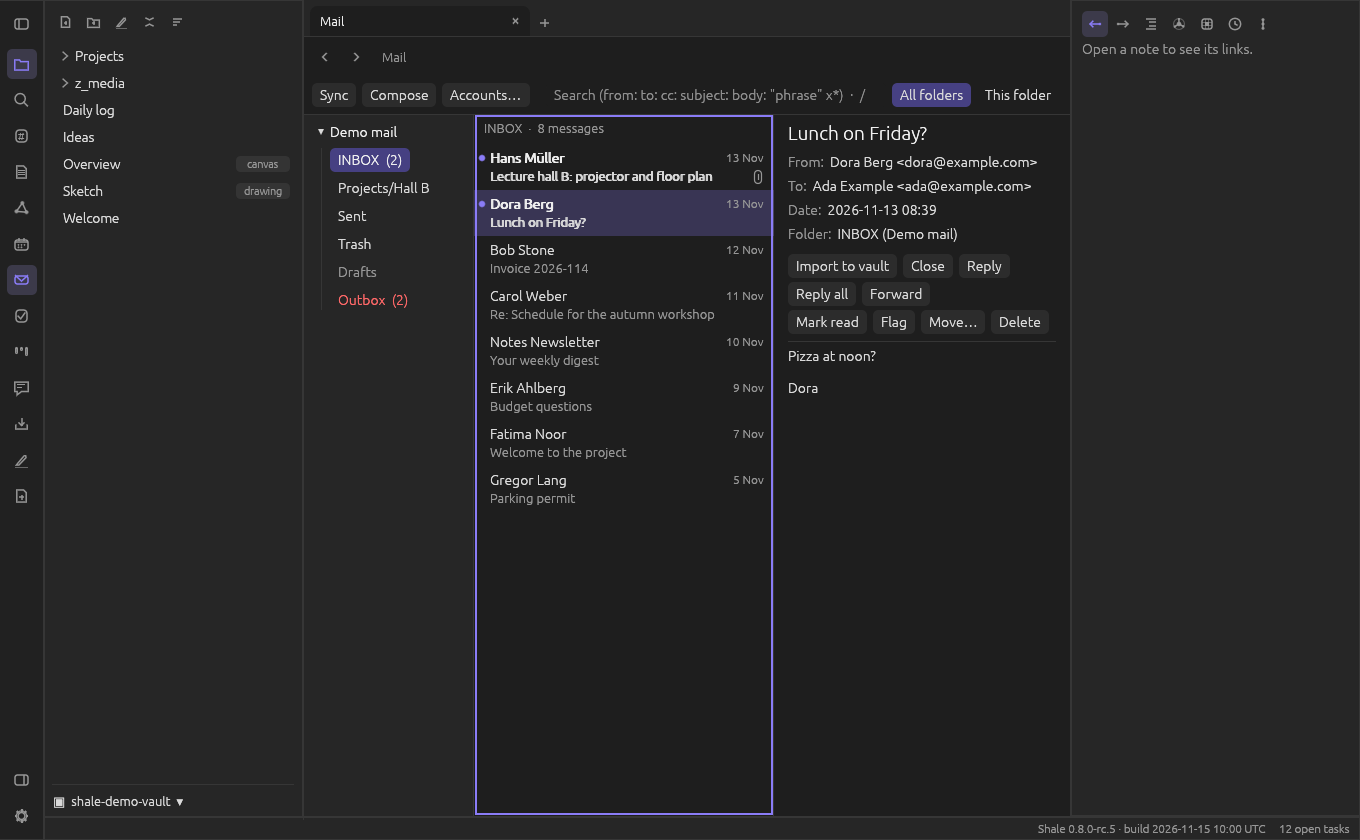 Projects
z_media
Daily log
Ideas
Overview canvas
Sketch drawing
Welcome
shale-demo-vault
Mail
Mail
Sync Compose Accounts… Search (from: to: cc: subject: body: "phrase" x*) · / All folders This folder
Demo mail
INBOX (2)
Projects/Hall B
Sent
Trash
Drafts
Outbox (2)
INBOX · 8 messages
Hans Müller 13 Nov
Lecture hall B: projector and floor plan
Dora Berg 13 Nov
Lunch on Friday?
Bob Stone 12 Nov
Invoice 2026-114
Carol Weber 11 Nov
Re: Schedule for the autumn workshop
Notes Newsletter 10 Nov
Your weekly digest
Erik Ahlberg 9 Nov
Budget questions
Fatima Noor 7 Nov
Welcome to the project
Gregor Lang 5 Nov
Parking permit
Lunch on Friday?
From: Dora Berg <dora@example.com>
To: Ada Example <ada@example.com>
Date: 2026-11-13 08:39
Folder: INBOX (Demo mail)
Import to vault Close Reply
Reply all Forward
Mark read Flag Move… Delete
Pizza at noon?
Dora
Open a note to see its links.
Shale 0.8.0-rc.5 · build 2026-11-15 10:00 UTC 12 open tasks